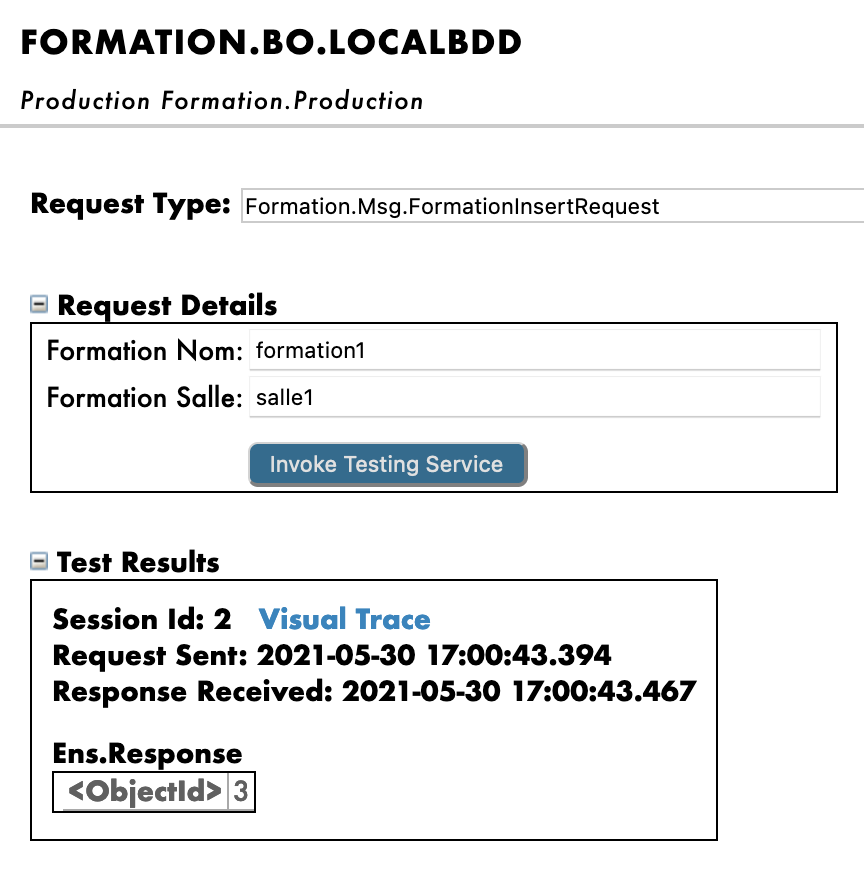 FORMATION.BO.LOCALBDD
Production Formation.Production
Request Type: Formation.Msg.FormationInsertRequest
Request Details
Formation Nom: formation1
Formation Salle: salle1
Invoke Testing Service
Test Results
Session Id: 2 Visual Trace
Request Sent: 2021-05-30 17:00:43.394
Response Received: 2021-05-30 17:00:43.467
Ens.Response
<ObjectId> 3